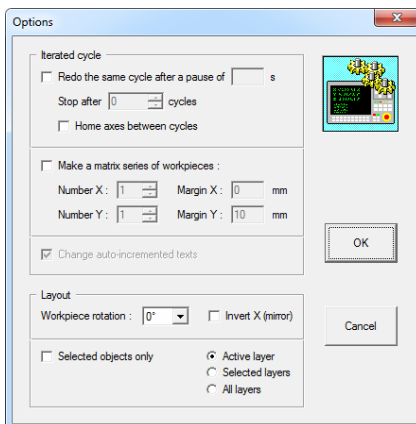 Options
Iterated cycle
Redo the same cycle after a pause of s
Stop after 0 cycles
Home axes between cycles
Make a matrix series of workpieces :
Number X : 1 Margin X : 0 mm
Number Y : 1 Margin Y : 10 mm
Change auto-incremented texts
OK
Layout
Workpiece rotation : 0° Invert X (mirror)
Cancel
Selected objects only Active layer
Selected layers
All layers